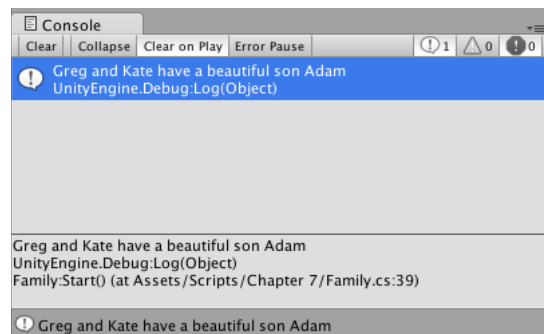 Console
Clear Collapse Clear on Play Error Pause 1 0 0
Greg and Kate have a beautiful son Adam
UnityEngine.Debug:Log(Object)
Greg and Kate have a beautiful son Adam
UnityEngine.Debug:Log(Object)
Family:Start() (at Assets/Scripts/Chapter 7/Family.cs:39)
Greg and Kate have a beautiful son Adam